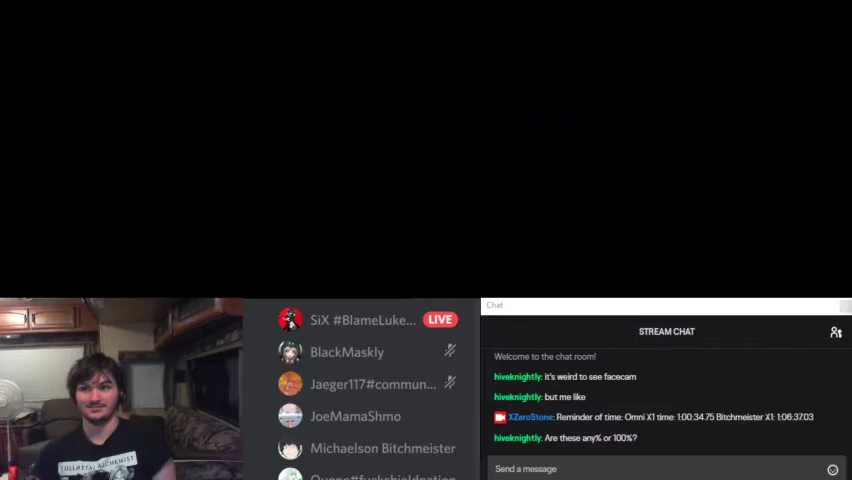 SiX #BlameLuke...
LIVE
BlackMaskly
Jaeger117#commun...
JoeMamaShmo
Michaelson Bitchmeister
Chat
STREAM CHAT
Welcome to the chat room!
hiveknightly: it's weird to see facecam
hiveknightly: but me like
XZeroStone: Reminder of time: Omni X1 time: 1:00:34.75 Bitchmeister X1: 1:06:37.03
hiveknightly: Are these any% or 100%?
Send a message
FULLMETAL ALCHEMIST